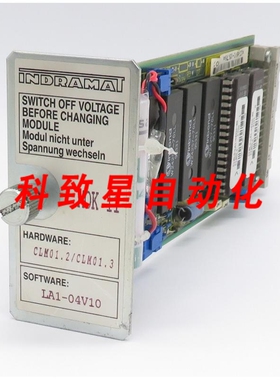 INDRAMAT
SWITCH OFF VOLTAGE
BEFORE CHANGING
MODULE
Modul nicht unter
Spannung wechseln
科致星自动化
HARDWARE:
CLM01.2/CLM01.3
SOFTWARE:
LA1-04V10